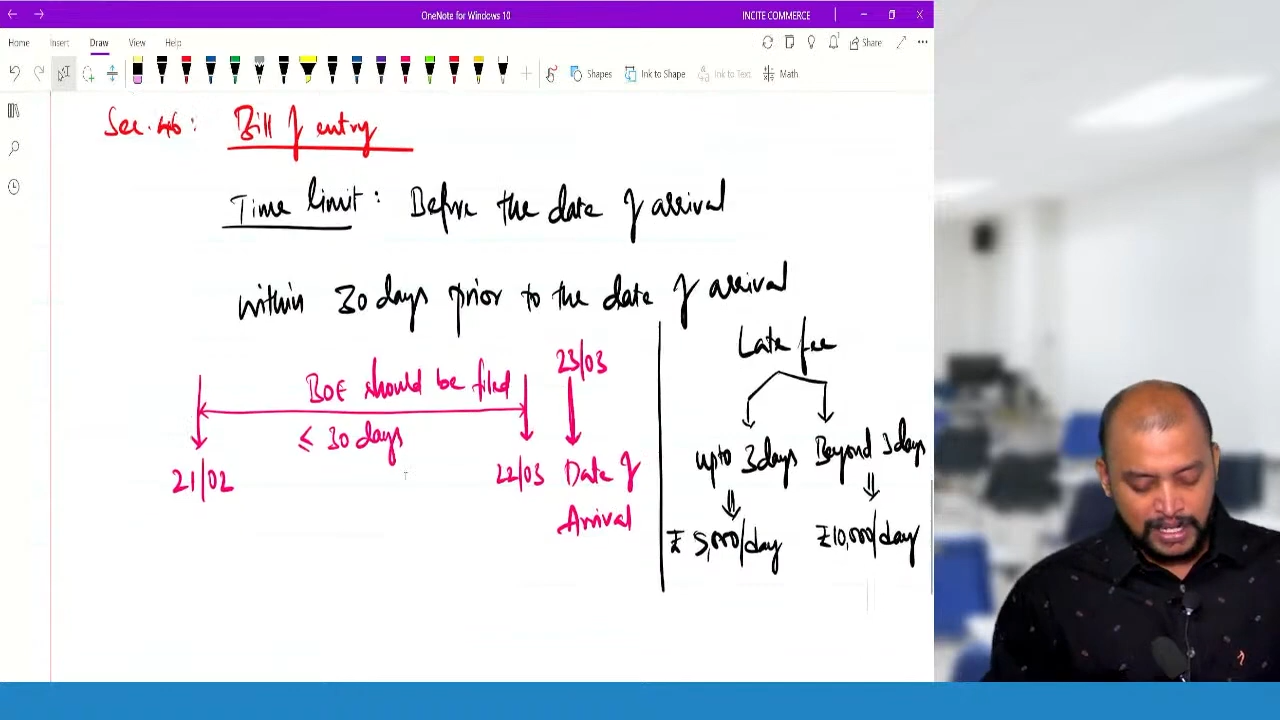 OneNote for Windows 10
INCITE COMMERCE
Home Insert Draw View Help
Share
Shapes Ink to Shape Ink to Text Math
Sec. 46: Bill of entry
Time limit: Before the date of arrival
within 30 days prior to the date of arrival
BOE should be filed
≤ 30 days
21/02
22/03
23/03
Date of
Arrival
Late fee
upto 3 days
Beyond 3 days
₹ 5,000/day
₹10,000/day